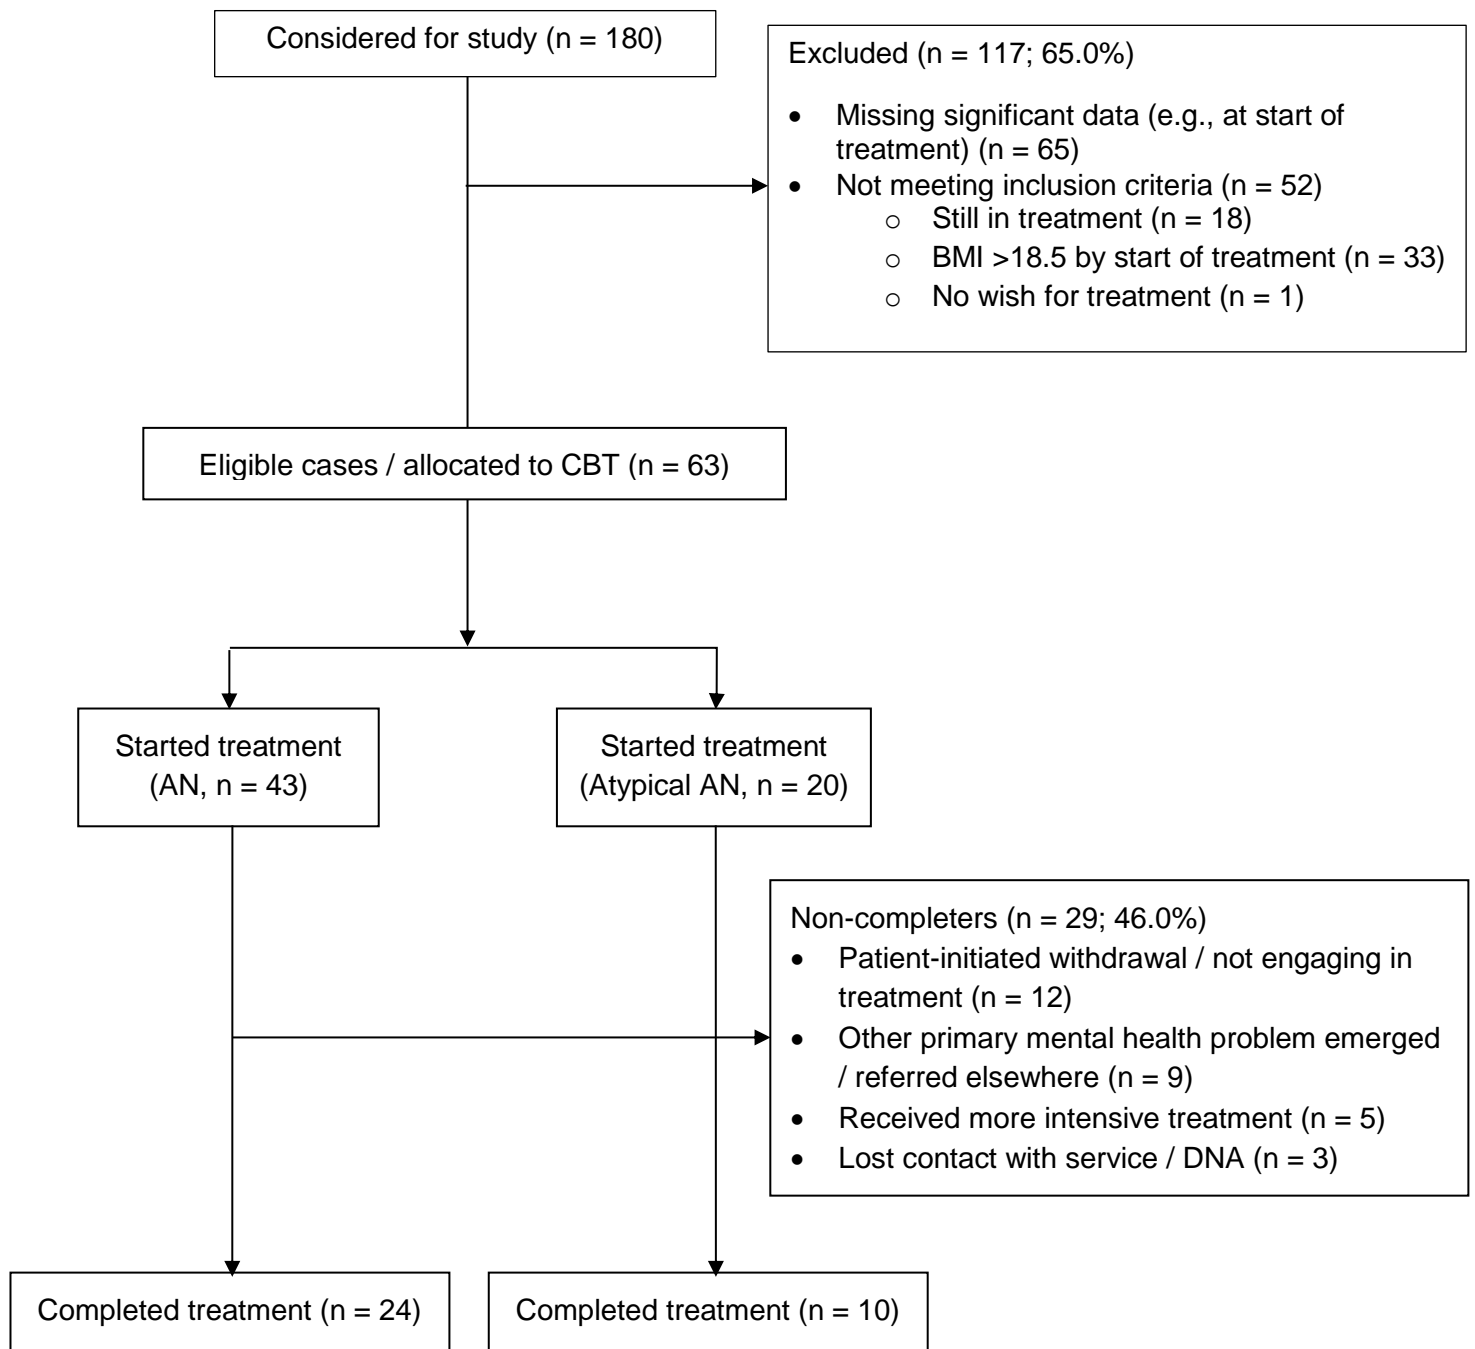 Considered for study (n = 180)
Excluded (n = 117; 65.0%)
• Missing significant data (e.g., at start of
treatment) (n = 65)
• Not meeting inclusion criteria (n = 52)
o Still in treatment (n = 18)
o BMI >18.5 by start of treatment (n = 33)
o No wish for treatment (n = 1)
Eligible cases / allocated to CBT (n = 63)
Started treatment
(AN, n = 43)
Started treatment
(Atypical AN, n = 20)
Non-completers (n = 29; 46.0%)
• Patient-initiated withdrawal / not engaging in
treatment (n = 12)
• Other primary mental health problem emerged
/ referred elsewhere (n = 9)
• Received more intensive treatment (n = 5)
• Lost contact with service / DNA (n = 3)
Completed treatment (n = 24)
Completed treatment (n = 10)